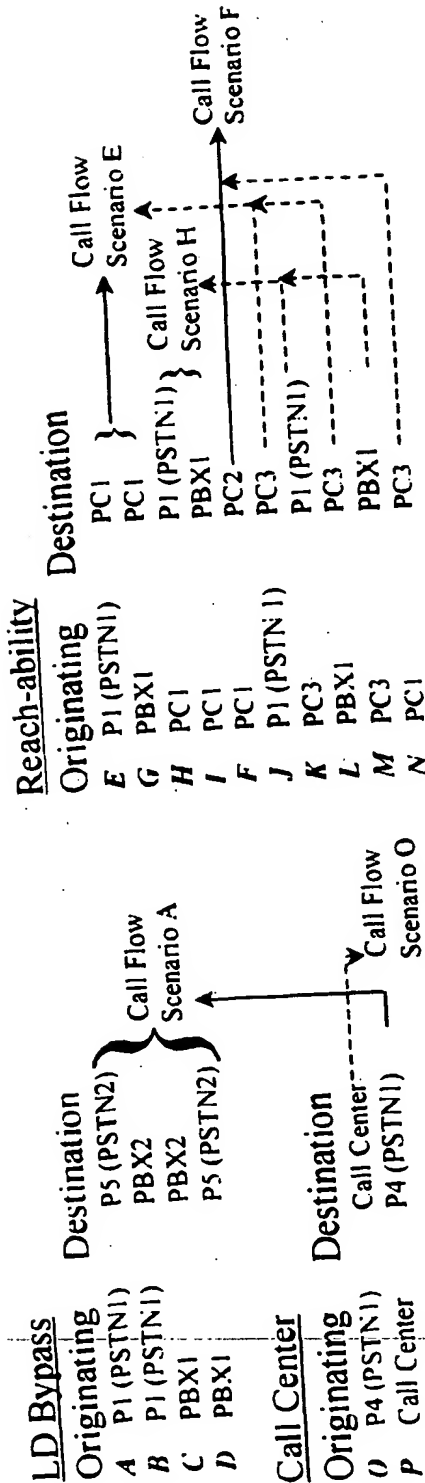 LD Bypass
Originating Destination
A P1 (PSTN1) P5 (PSTN2)
B P1 (PSTN1) PBX2
C PBX1 PBX2
D PBX1 P5 (PSTN2)
Call Flow
Scenario A
Call Center
Originating Destination
O P4 (PSTN1) Call Center
P Call Center P4 (PSTN1)
Call Flow
Scenario O
Reach-ability
Originating Destination
E P1 (PSTN1) PC1
G PBX1 PC1
H PC1 P1 (PSTN1)
I PC1 PBX1
F PC1 PC2
J P1 (PSTN1) PC3
K PC3 P1 (PSTN1)
L PBX1 PC3
M PC3 PBX1
N PC1 PC3
Call Flow
Scenario E
Call Flow
Scenario H
Call Flow
Scenario F